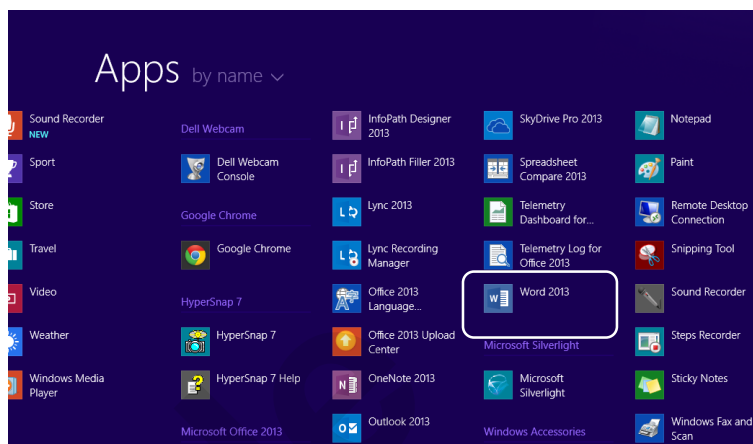 Apps by name
Sound Recorder
NEW
Sport
Store
Travel
Video
Weather
Windows Media
Player
Dell Webcam
Dell Webcam
Console
Google Chrome
Google Chrome
HyperSnap 7
HyperSnap 7
HyperSnap 7 Help
Microsoft Office 2013
InfoPath Designer
2013
InfoPath Filler 2013
Lync 2013
Lync Recording
Manager
Office 2013
Language...
Office 2013 Upload
Center
OneNote 2013
Outlook 2013
SkyDrive Pro 2013
Spreadsheet
Compare 2013
Telemetry
Dashboard for...
Telemetry Log for
Office 2013
Word 2013
Microsoft Silverlight
Microsoft
Silverlight
Windows Accessories
Notepad
Paint
Remote Desktop
Connection
Snipping Tool
Sound Recorder
Steps Recorder
Sticky Notes
Windows Fax and
Scan